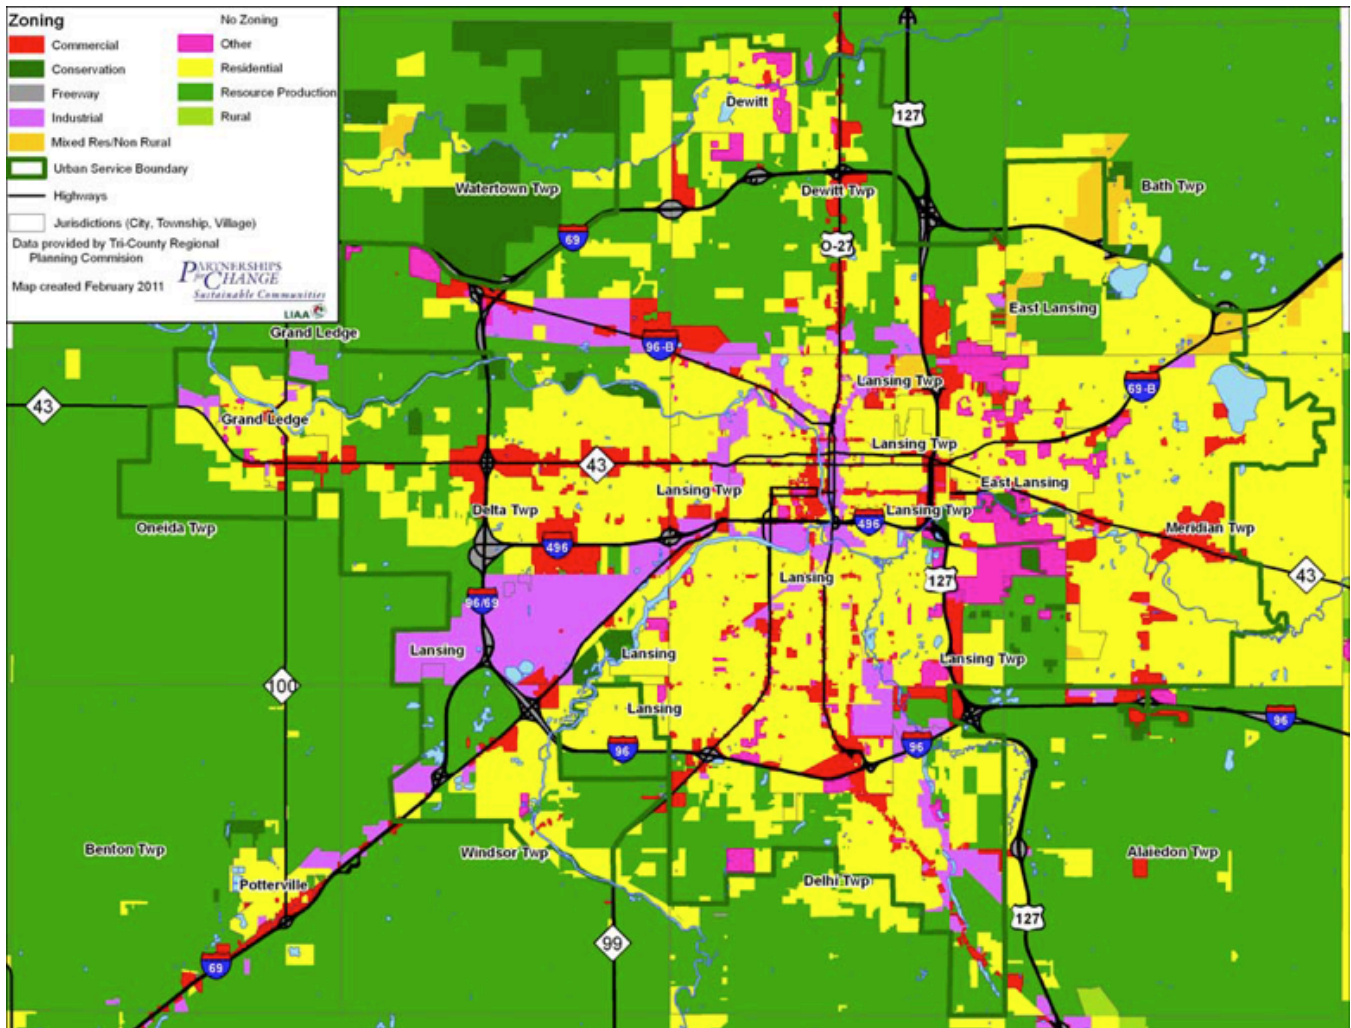 Zoning
No Zoning
Commercial
Other
Conservation
Residential
Freeway
Resource Production
Industrial
Rural
Mixed Res/Non Rural
Urban Service Boundary
Highways
Jurisdictions (City, Township, Village)
Data provided by Tri-County Regional
Planning Commision
Map created February 2011
PARTNERSHIPS
for CHANGE
Sustainable Communities
LIAA
Dewitt
127
Watertown Twp
Dewitt Twp
Bath Twp
69
O-27
East Lansing
Grand Ledge
96-B
Lansing Twp
69-B
43
Grand Ledge
Lansing Twp
43
Lansing Twp
East Lansing
Oneida Twp
Delta Twp
Lansing Twp
Meridian Twp
496
496
Lansing
127
43
96/69
Lansing
Lansing
Lansing Twp
100
Lansing
96
96
96
Benton Twp
Windsor Twp
Alaiedon Twp
Potterville
Delhi Twp
127
99
69